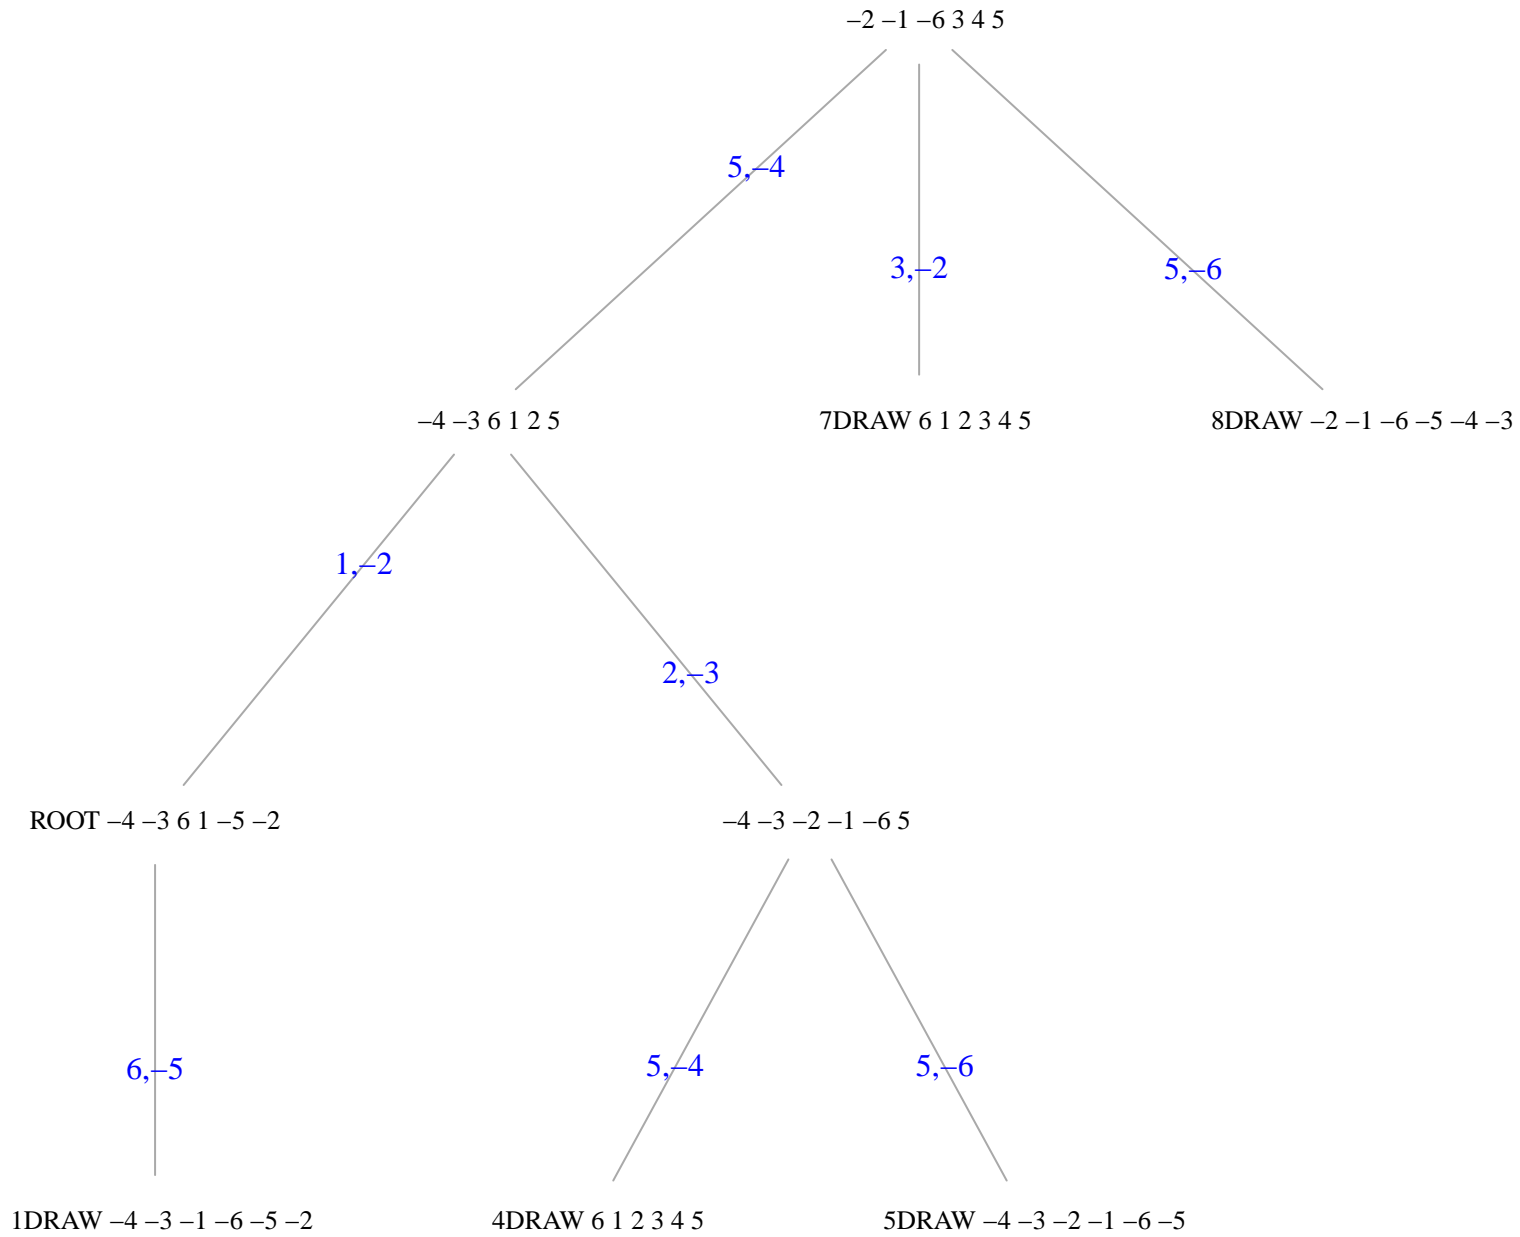 –2 –1 –6 3 4 5
5,–4
3,–2
5,–6
–4 –3 6 1 2 5
7DRAW 6 1 2 3 4 5
8DRAW –2 –1 –6 –5 –4 –3
1,–2
2,–3
ROOT –4 –3 6 1 –5 –2
–4 –3 –2 –1 –6 5
6,–5
5,–4
5,–6
1DRAW –4 –3 –1 –6 –5 –2
4DRAW 6 1 2 3 4 5
5DRAW –4 –3 –2 –1 –6 –5